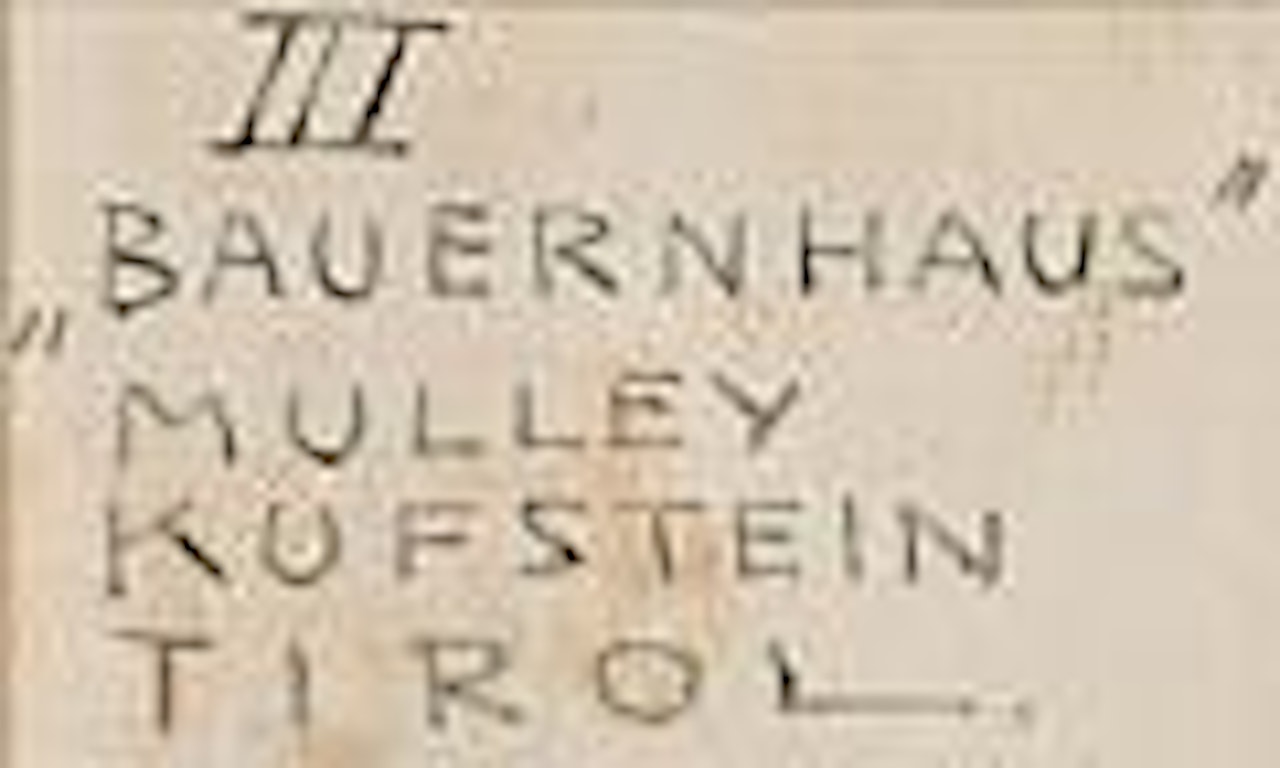 III
BAUERNHAUS"
"MULLEY
KUFSTEIN
TIROL.